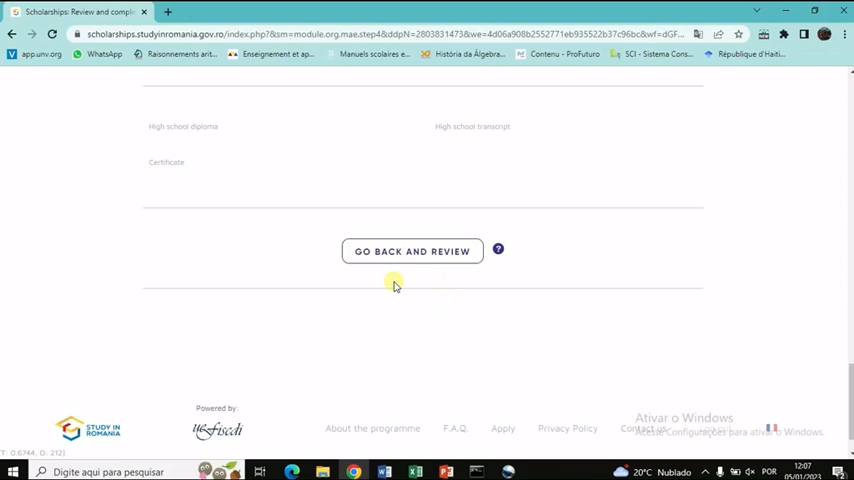 Scholarships: Review and comple
scholarships.studyinromania.gov.ro/index.php?&sm=module.org.mae.step4&ddpN=2803831473&we=4d06a908b2552771eb935522b37c96bc&wf=dGF...
app.unv.org WhatsApp Raisonnements arit... Enseignement et ap... Manuels scolaires e... História da Álgebra... Contenu - ProFuturo SCI - Sistema Cons... République d'Haïti...
High school diploma High school transcript
Certificate
GO BACK AND REVIEW ?
Powered by:
STUDY IN ROMANIA uefiscdi About the programme F.A.Q. Apply Privacy Policy Contact us
Ativar o Windows
Acesse Configurações para ativar o Windows.
T: 0.6744, O: 212]
Digite aqui para pesquisar 20°C Nublado POR 12:07
05/01/2023